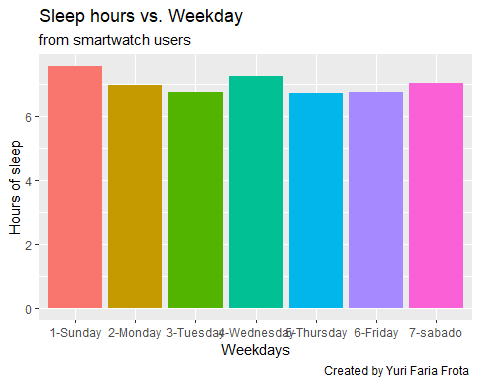 Sleep hours vs. Weekday
from smartwatch users
Hours of sleep
6
4
2
0
1-Sunday 2-Monday 3-Tuesday 4-Wednesday 5-Thursday 6-Friday 7-sabado
Weekdays
Created by Yuri Faria Frota